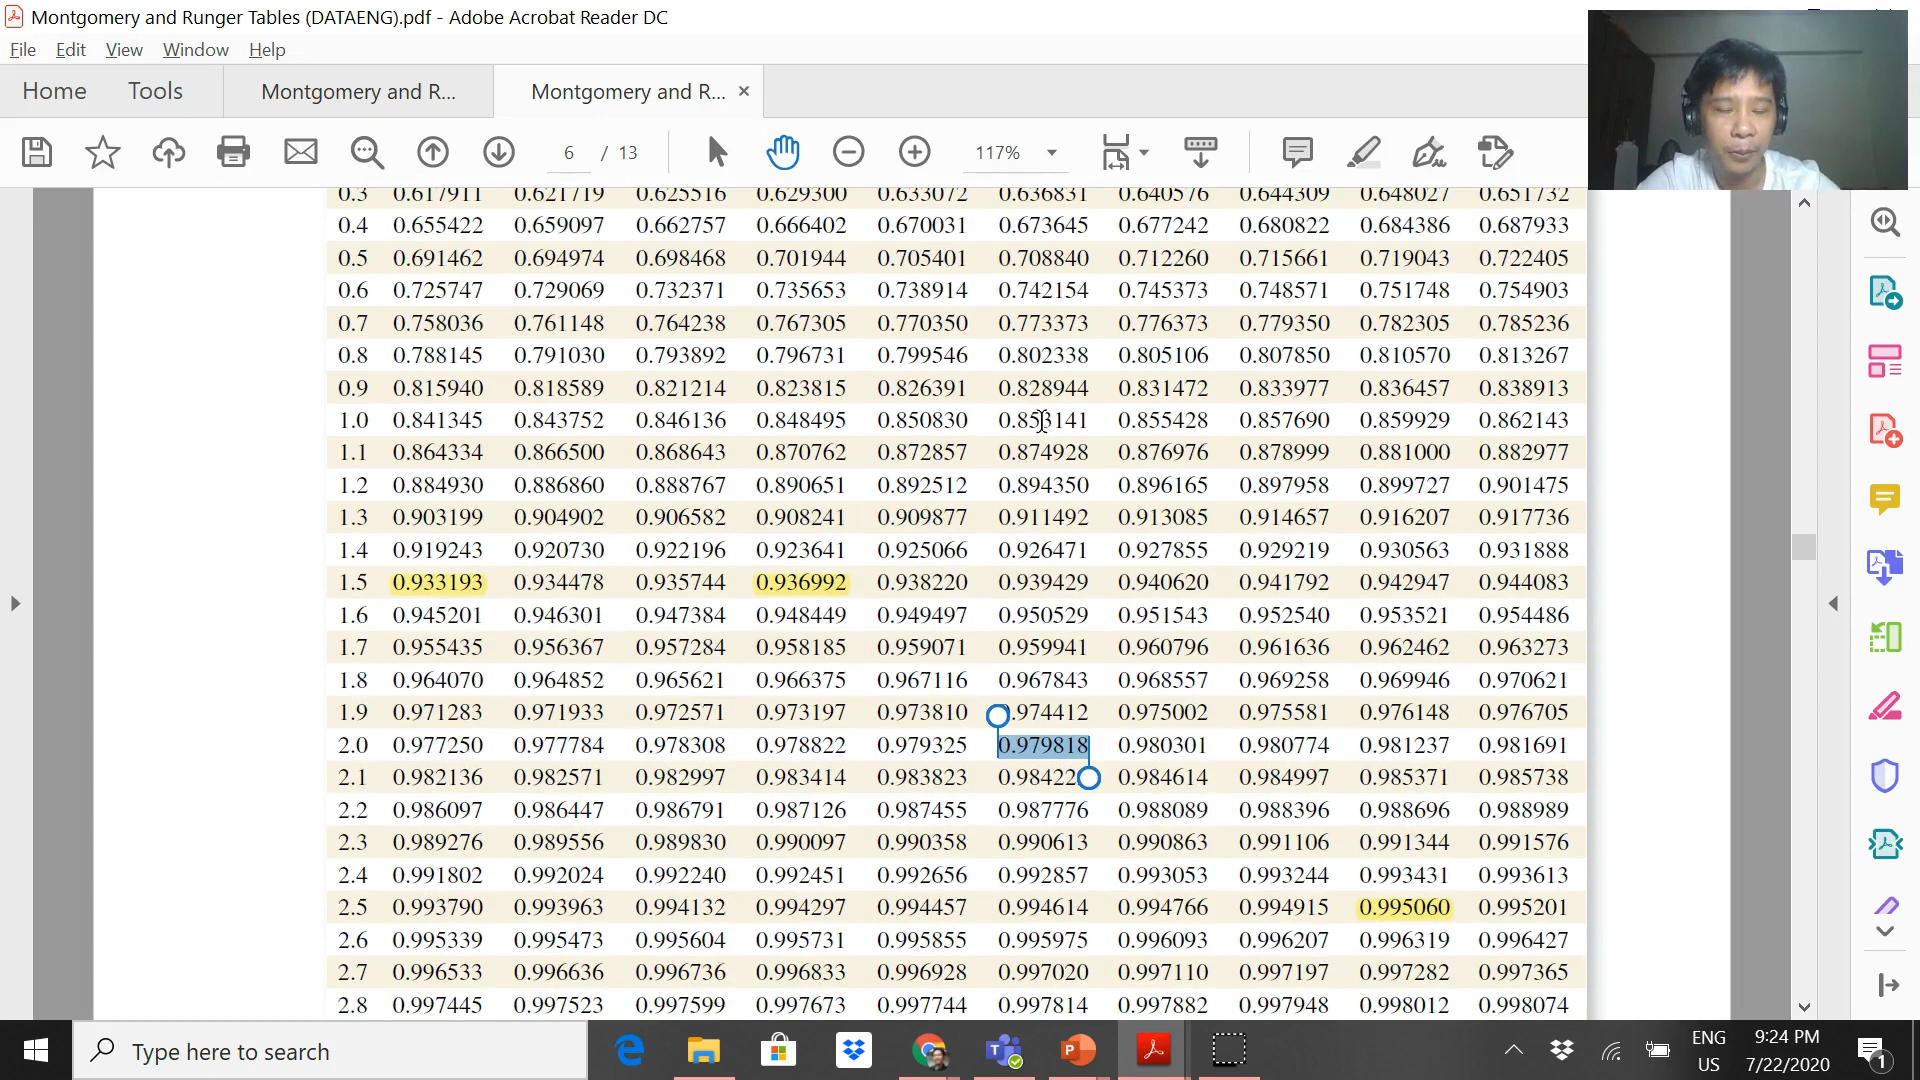 Montgomery and Runger Tables (DATAENG).pdf - Adobe Acrobat Reader DC
File Edit View Window Help
Home Tools Montgomery and R... Montgomery and R... ×
6 / 13 117%
0.3 0.617911 0.621719 0.625516 0.629300 0.633072 0.636831 0.640576 0.644309 0.648027 0.651732
0.4 0.655422 0.659097 0.662757 0.666402 0.670031 0.673645 0.677242 0.680822 0.684386 0.687933
0.5 0.691462 0.694974 0.698468 0.701944 0.705401 0.708840 0.712260 0.715661 0.719043 0.722405
0.6 0.725747 0.729069 0.732371 0.735653 0.738914 0.742154 0.745373 0.748571 0.751748 0.754903
0.7 0.758036 0.761148 0.764238 0.767305 0.770350 0.773373 0.776373 0.779350 0.782305 0.785236
0.8 0.788145 0.791030 0.793892 0.796731 0.799546 0.802338 0.805106 0.807850 0.810570 0.813267
0.9 0.815940 0.818589 0.821214 0.823815 0.826391 0.828944 0.831472 0.833977 0.836457 0.838913
1.0 0.841345 0.843752 0.846136 0.848495 0.850830 0.853141 0.855428 0.857690 0.859929 0.862143
1.1 0.864334 0.866500 0.868643 0.870762 0.872857 0.874928 0.876976 0.878999 0.881000 0.882977
1.2 0.884930 0.886860 0.888767 0.890651 0.892512 0.894350 0.896165 0.897958 0.899727 0.901475
1.3 0.903199 0.904902 0.906582 0.908241 0.909877 0.911492 0.913085 0.914657 0.916207 0.917736
1.4 0.919243 0.920730 0.922196 0.923641 0.925066 0.926471 0.927855 0.929219 0.930563 0.931888
1.5 0.933193 0.934478 0.935744 0.936992 0.938220 0.939429 0.940620 0.941792 0.942947 0.944083
1.6 0.945201 0.946301 0.947384 0.948449 0.949497 0.950529 0.951543 0.952540 0.953521 0.954486
1.7 0.955435 0.956367 0.957284 0.958185 0.959071 0.959941 0.960796 0.961636 0.962462 0.963273
1.8 0.964070 0.964852 0.965621 0.966375 0.967116 0.967843 0.968557 0.969258 0.969946 0.970621
1.9 0.971283 0.971933 0.972571 0.973197 0.973810 .974412 0.975002 0.975581 0.976148 0.976705
2.0 0.977250 0.977784 0.978308 0.978822 0.979325 0.979818 0.980301 0.980774 0.981237 0.981691
2.1 0.982136 0.982571 0.982997 0.983414 0.983823 0.98422 0.984614 0.984997 0.985371 0.985738
2.2 0.986097 0.986447 0.986791 0.987126 0.987455 0.987776 0.988089 0.988396 0.988696 0.988989
2.3 0.989276 0.989556 0.989830 0.990097 0.990358 0.990613 0.990863 0.991106 0.991344 0.991576
2.4 0.991802 0.992024 0.992240 0.992451 0.992656 0.992857 0.993053 0.993244 0.993431 0.993613
2.5 0.993790 0.993963 0.994132 0.994297 0.994457 0.994614 0.994766 0.994915 0.995060 0.995201
2.6 0.995339 0.995473 0.995604 0.995731 0.995855 0.995975 0.996093 0.996207 0.996319 0.996427
2.7 0.996533 0.996636 0.996736 0.996833 0.996928 0.997020 0.997110 0.997197 0.997282 0.997365
2.8 0.997445 0.997523 0.997599 0.997673 0.997744 0.997814 0.997882 0.997948 0.998012 0.998074
Type here to search
ENG
US
9:24 PM
7/22/2020
1